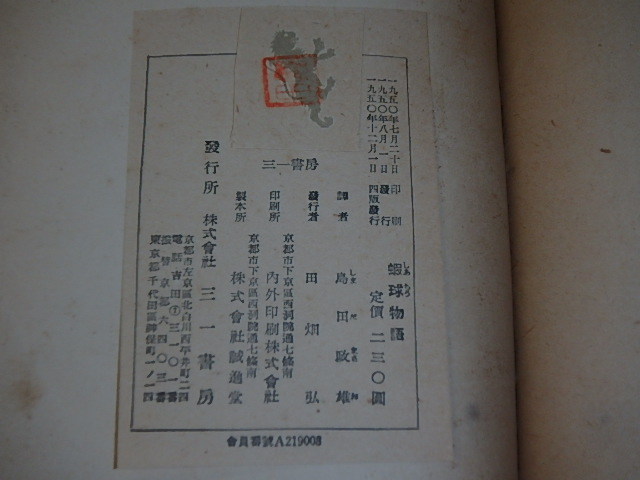 一九五〇年七月二十日 印刷
一九五〇年八月一日 發行
一九五〇年十二月一日 四版發行
蝦球物語
定價 二三〇圓
譯者 島田政雄
發行者 田畑弘
京都市下京區西洞院通七條南
印刷所 內外印刷株式會社
京都市下京區西洞院通七條南
製本所 株式會社誠進堂
三一書房
發行所 株式會社 三一書房
京都市左京區北白川西平井町二四
電話吉田⑦三一〇一番
振替京都六四〇三番
東京都千代田區神保町一ノ一四
會員番號A219003